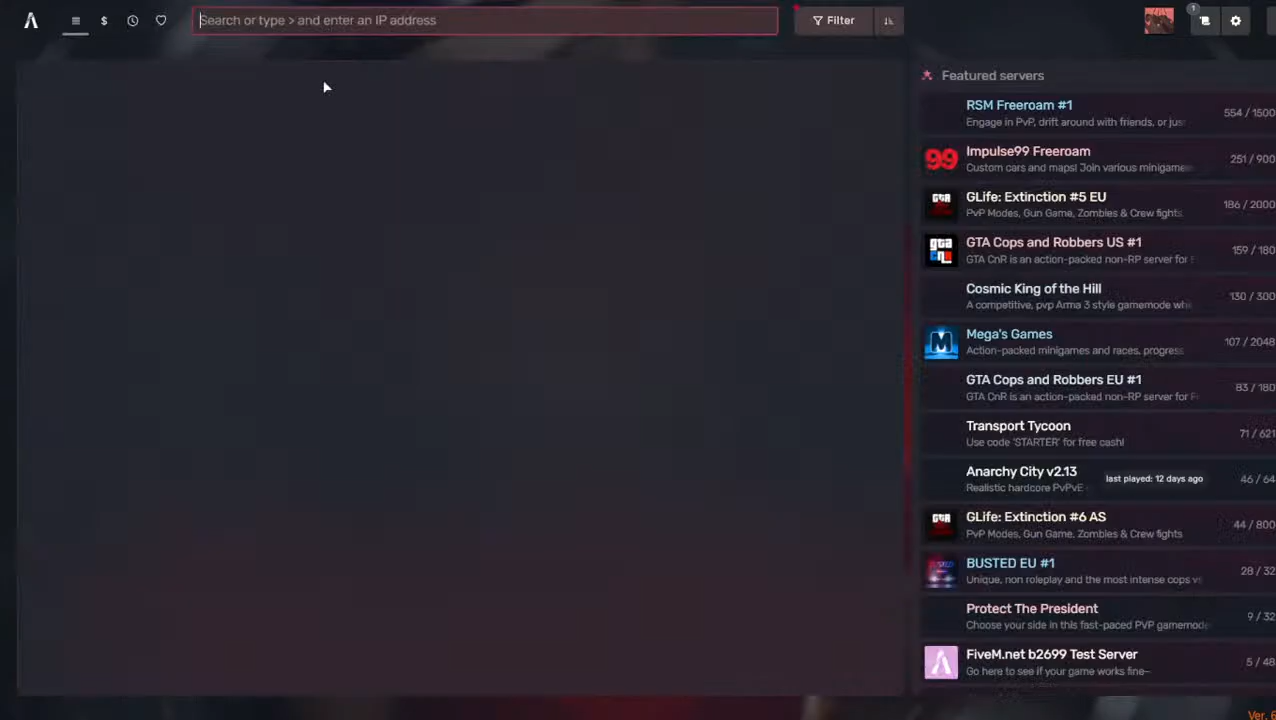 $
Search or type > and enter an IP address
Filter
1
Featured servers
RSM Freeroam #1
Engage in PvP, drift around with friends, or jus
554 / 1500
99
Impulse99 Freeroam
Custom cars and maps! Join various minigame
251 / 900
GTA
GLife: Extinction #5 EU
PvP Modes, Gun Game, Zombies & Crew fights.
186 / 2000
gta
cnr
GTA Cops and Robbers US #1
GTA CnR is an action-packed non-RP server for F
159 / 180
Cosmic King of the Hill
A competitive, pvp Arma 3 style gamemode whe
130 / 300
M
Mega's Games
Action-packed minigames and races, progress
107 / 2048
GTA Cops and Robbers EU #1
GTA CnR is an action-packed non-RP server for F
83 / 180
Transport Tycoon
Use code 'STARTER' for free cash!
71 / 621
Anarchy City v2.13
Realistic hardcore PvPvE
last played: 12 days ago
46 / 64
GTA
GLife: Extinction #6 AS
PvP Modes, Gun Game, Zombies & Crew fights
44 / 800
BUSTED
BUSTED EU #1
Unique, non roleplay and the most intense cops vs
28 / 32
Protect The President
Choose your side in this fast-paced PVP gamemode
9 / 32
FiveM.net b2699 Test Server
Go here to see if your game works fine—
5 / 48
Ver.